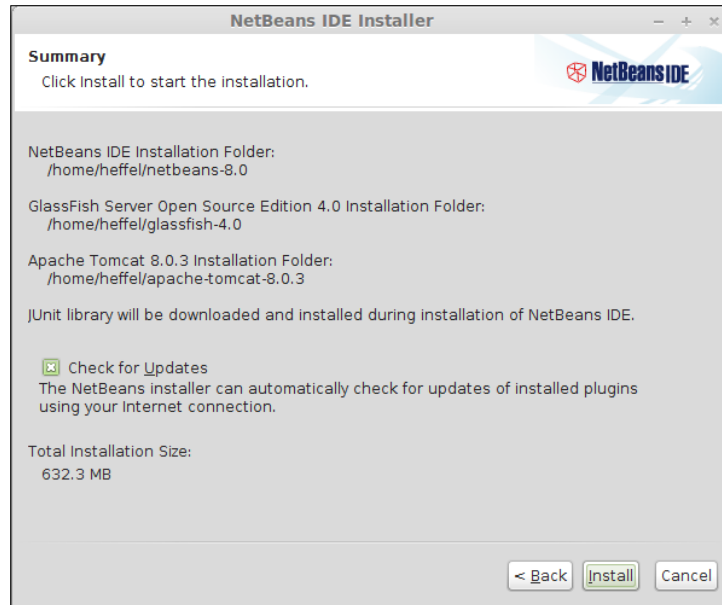 NetBeans IDE Installer
Summary
Click Install to start the installation.
NetBeans IDE
NetBeans IDE Installation Folder:
/home/heffel/netbeans-8.0
GlassFish Server Open Source Edition 4.0 Installation Folder:
/home/heffel/glassfish-4.0
Apache Tomcat 8.0.3 Installation Folder:
/home/heffel/apache-tomcat-8.0.3
JUnit library will be downloaded and installed during installation of NetBeans IDE.
Check for Updates
The NetBeans installer can automatically check for updates of installed plugins
using your Internet connection.
Total Installation Size:
632.3 MB
< Back Install Cancel